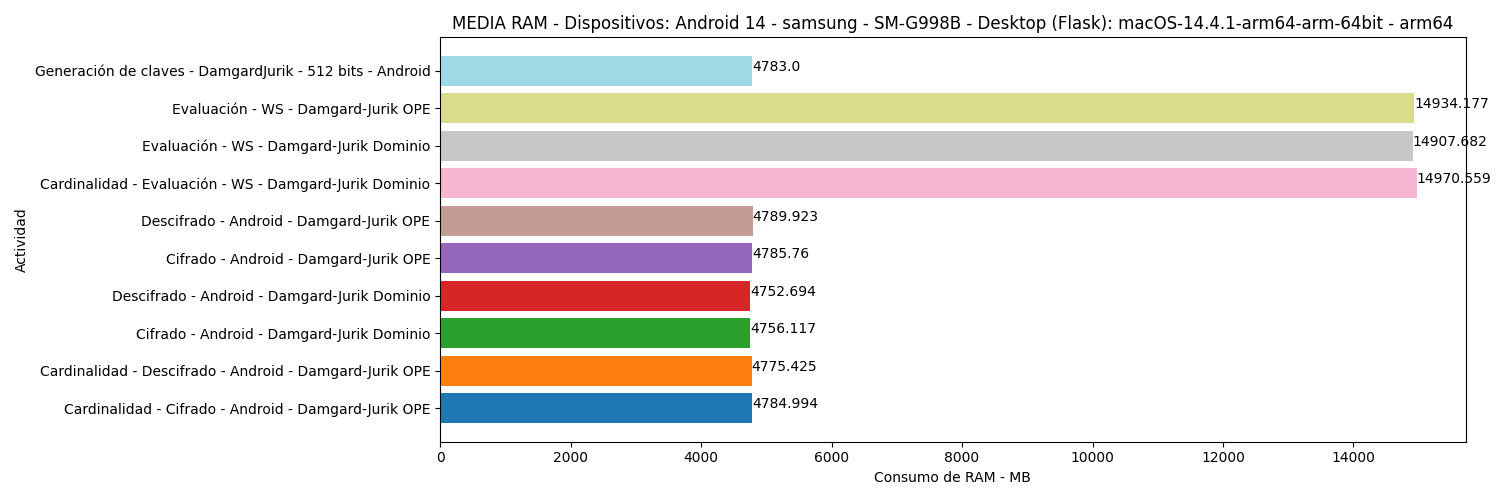 MEDIA RAM - Dispositivos: Android 14 - samsung - SM-G998B - Desktop (Flask): macOS-14.4.1-arm64-arm-64bit - arm64
Actividad
Generación de claves - DamgardJurik - 512 bits - Android 4783.0
Evaluación - WS - Damgard-Jurik OPE 14934.177
Evaluación - WS - Damgard-Jurik Dominio 14907.682
Cardinalidad - Evaluación - WS - Damgard-Jurik Dominio 14970.559
Descifrado - Android - Damgard-Jurik OPE 4789.923
Cifrado - Android - Damgard-Jurik OPE 4785.76
Descifrado - Android - Damgard-Jurik Dominio 4752.694
Cifrado - Android - Damgard-Jurik Dominio 4756.117
Cardinalidad - Descifrado - Android - Damgard-Jurik OPE 4775.425
Cardinalidad - Cifrado - Android - Damgard-Jurik OPE 4784.994
0 2000 4000 6000 8000 10000 12000 14000
Consumo de RAM - MB